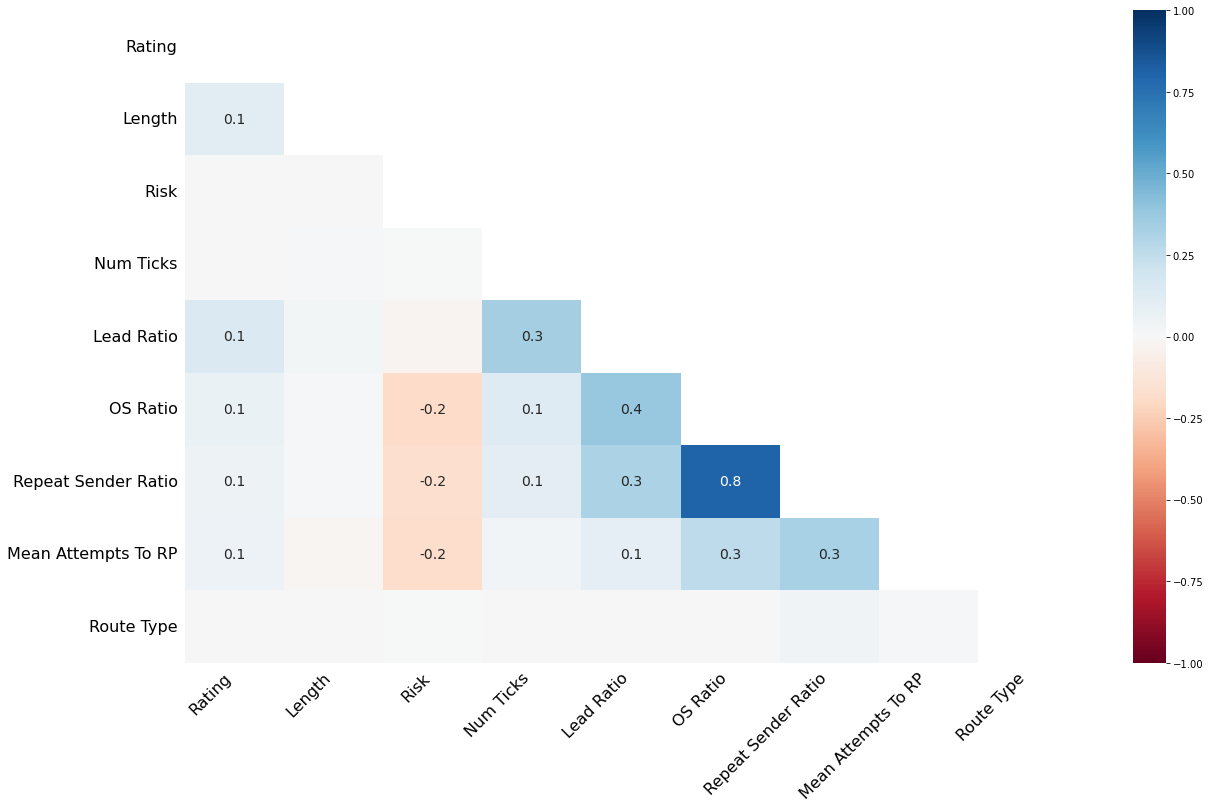 1.00
Rating
0.75
Length 0.1
Risk
0.50
Num Ticks
0.25
Lead Ratio 0.1 0.3
0.00
OS Ratio 0.1 -0.2 0.1 0.4
−0.25
Repeat Sender Ratio 0.1 -0.2 0.1 0.3 0.8
−0.50
Mean Attempts To RP 0.1 -0.2 0.1 0.3 0.3
−0.75
Route Type
−1.00
Rating
Length
Risk
Num Ticks
Lead Ratio
OS Ratio
Repeat Sender Ratio
Mean Attempts To RP
Route Type